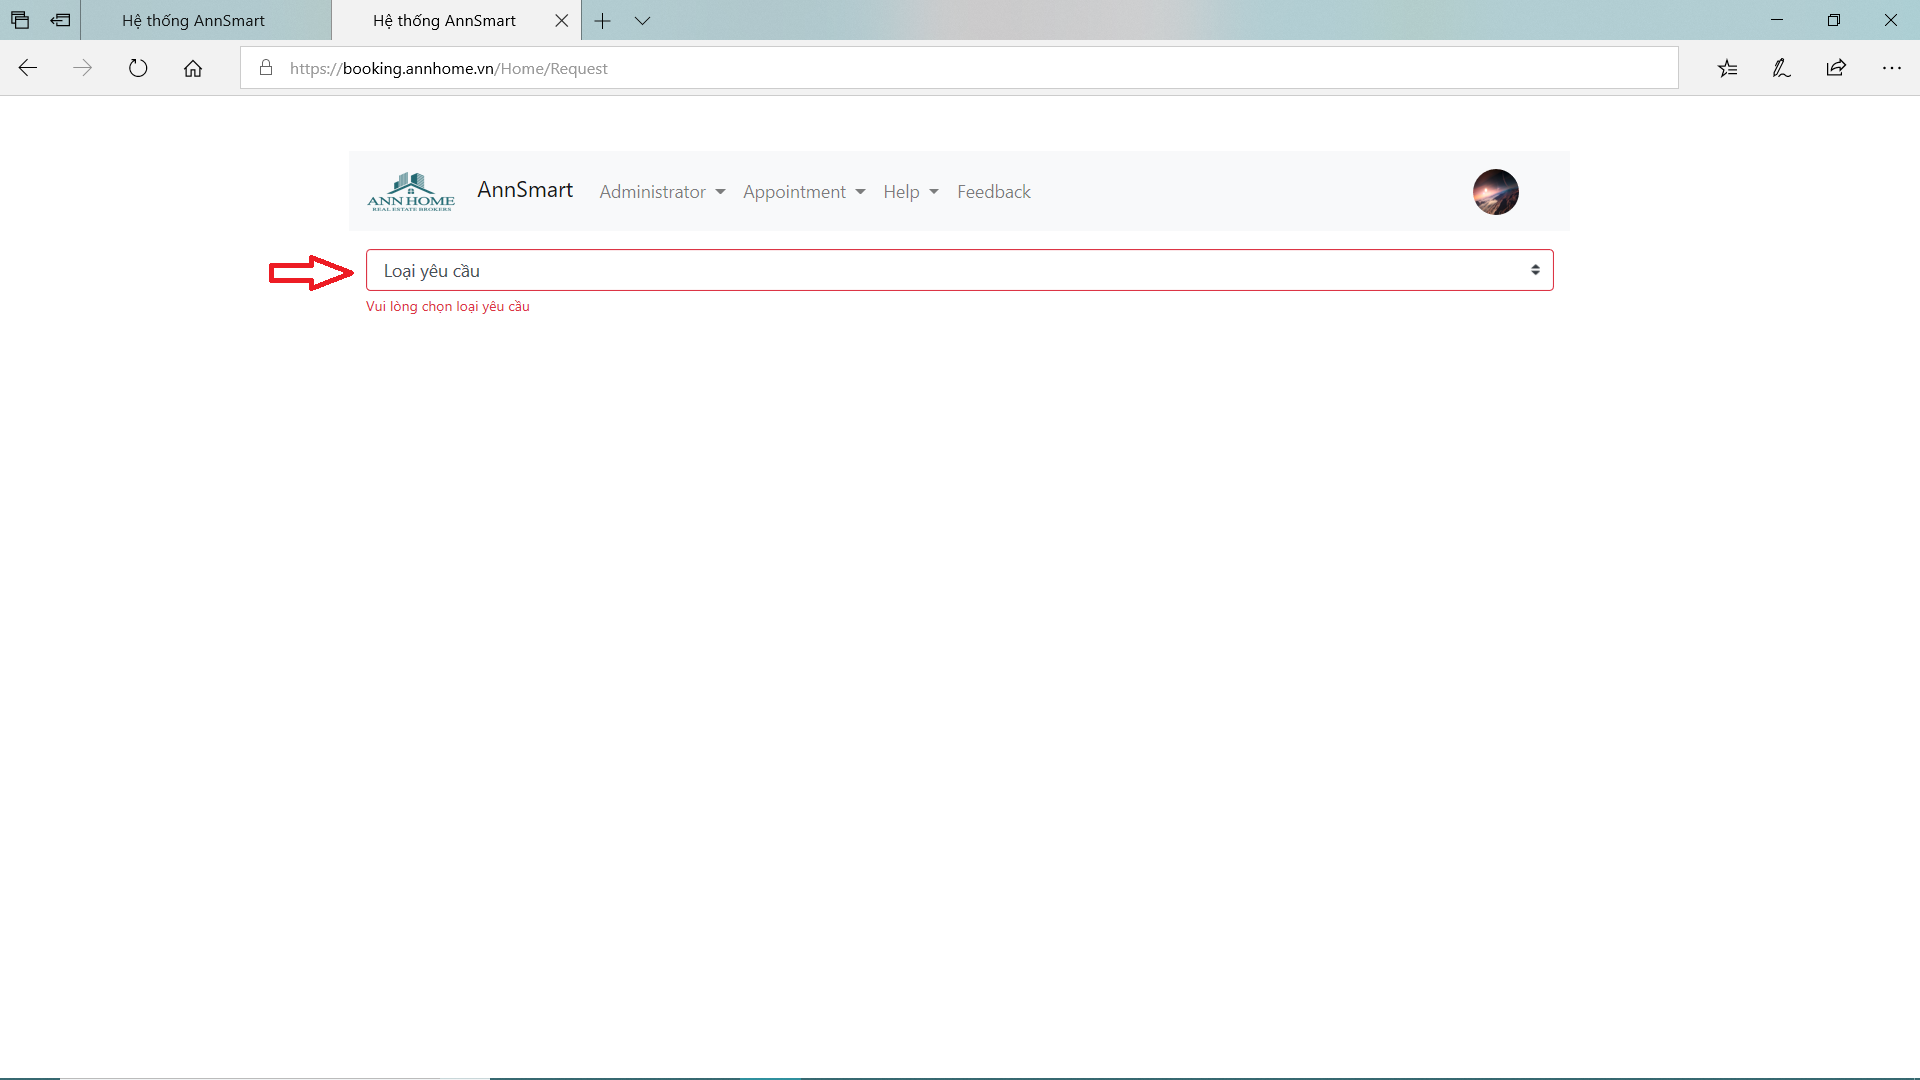 Hệ thống AnnSmart
Hệ thống AnnSmart
https://booking.annhome.vn/Home/Request
ANN HOME
REAL ESTATE BROKERS
AnnSmart Administrator Appointment Help Feedback
Loại yêu cầu
Vui lòng chọn loại yêu cầu